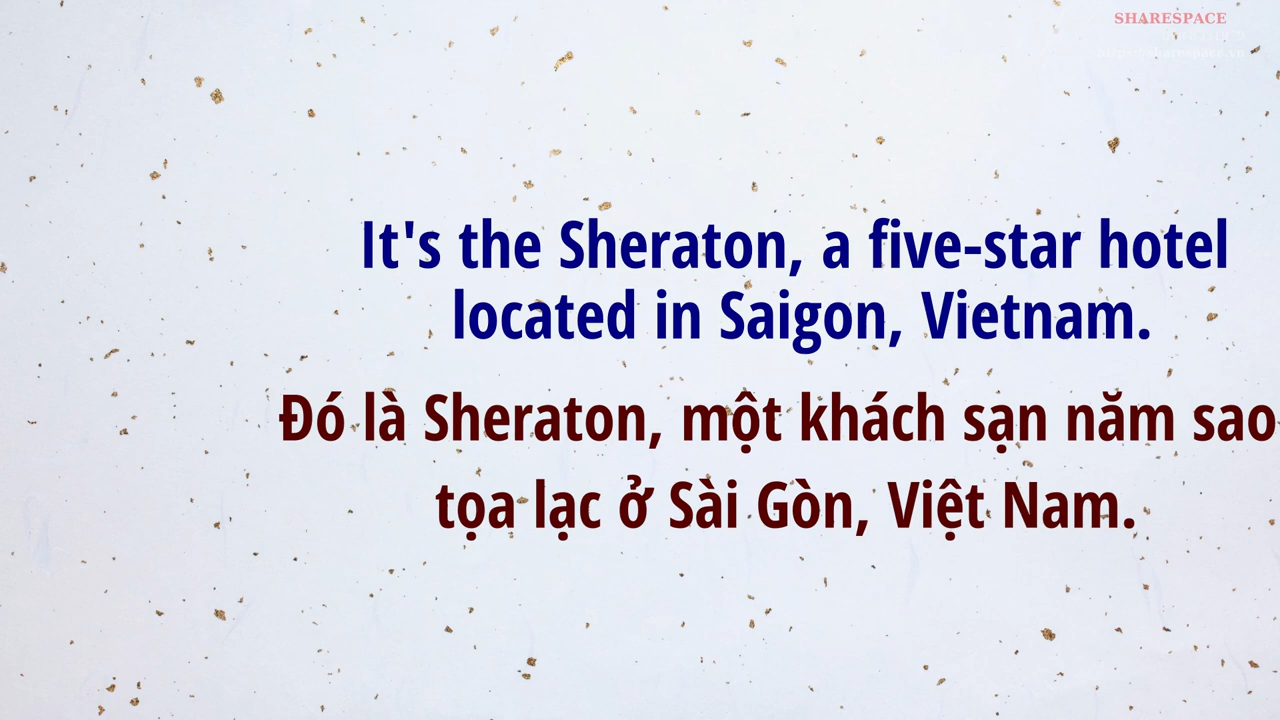 SHARESPACE
It's the Sheraton, a five-star hotel
located in Saigon, Vietnam.
Đó là Sheraton, một khách sạn năm sao
tọa lạc ở Sài Gòn, Việt Nam.